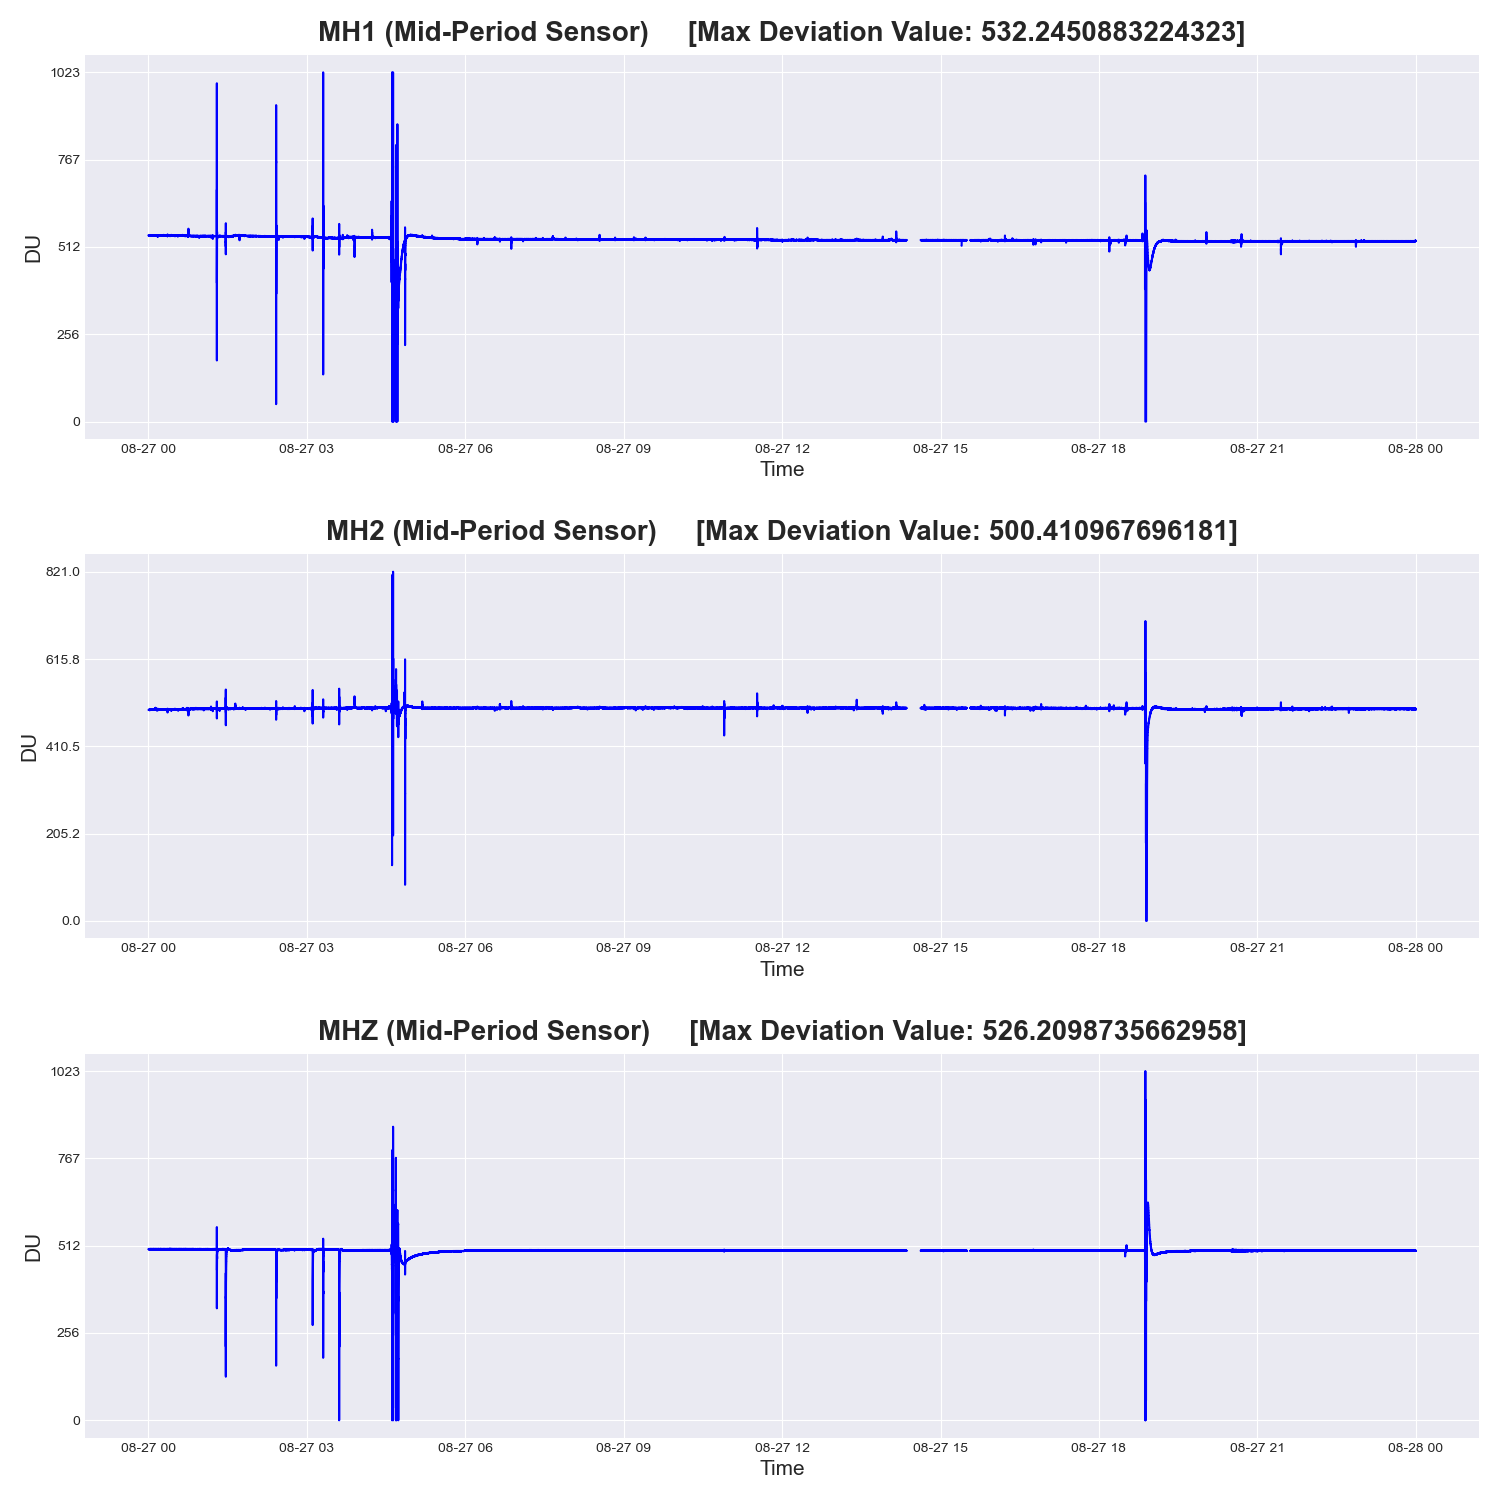 MH1 (Mid-Period Sensor) [Max Deviation Value: 532.2450883224323]
1023
767
512
256
0
DU
08-27 00 08-27 03 08-27 06 08-27 09 08-27 12 08-27 15 08-27 18 08-27 21 08-28 00
Time
MH2 (Mid-Period Sensor) [Max Deviation Value: 500.410967696181]
821.0
615.8
410.5
205.2
0.0
DU
08-27 00 08-27 03 08-27 06 08-27 09 08-27 12 08-27 15 08-27 18 08-27 21 08-28 00
Time
MHZ (Mid-Period Sensor) [Max Deviation Value: 526.2098735662958]
1023
767
512
256
0
DU
08-27 00 08-27 03 08-27 06 08-27 09 08-27 12 08-27 15 08-27 18 08-27 21 08-28 00
Time